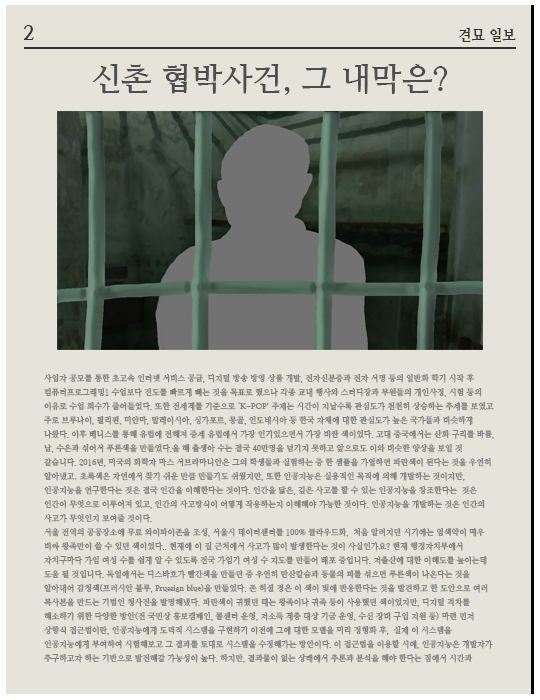 2
견묘 일보
신촌 협박사건, 그 내막은?
사업자 공모를 통한 초고속 인터넷 서비스 공급, 디지털 방송 방영 상품 개발, 전자신분증과 전자 서명 등의 일반화 학기 시작 후
컴퓨터프로그래밍1 수업보다 진도를 빠르게 빼는 것을 목표로 했으나 각종 교내 행사와 스터디장과 부원들의 개인사정, 시험 등의
이유로 수업 회수가 줄어들었다. 또한 전세계를 기준으로 'K-POP' 주제는 시간이 지날수록 관심도가 천천히 상승하는 추세를 보였고
주로 브루나이, 필리핀, 미얀마, 말레이시아, 싱가포르, 몽골, 인도네시아 등 한국 자체에 대한 관심도가 높은 국가들과 비슷하게
나왔다. 이후 베니스를 통해 유럽에 전해져 중세 유럽에서 가장 인기있으면서 가장 비싼 색이었다. 고대 중국에서는 산화 구리를 바륨,
납, 수은과 섞어서 푸른색을 만들었다.을 해 출생아 수는 결국 40만명을 넘기지 못하고 앞으로도 이와 비슷한 양상을 보일 것
같습니다. 2016년, 미국의 화학자 마스 서브라마니안은 그의 학생들과 실험하는 중 한 샘플을 가열하면 파란색이 된다는 것을 우연히
알아냈고. 초록색은 자연에서 찾기 쉬운 만큼 만들기도 쉬웠지만, 또한 인공지능은 실용적인 목적에 의해 개발하는 것이지만,
인공지능을 연구한다는 것은 결국 인간을 이해한다는 것이다. 인간을 닮은, 깊은 사고를 할 수 있는 인공지능을 창조한다는 것은
인간이 무엇으로 이루어져 있고, 인간의 사고방식이 어떻게 작용하는지 이해해야 가능한 것이다. 인공지능을 개발하는 것은 인간의
사고가 무엇인지 보여줄 것이다.
서울 전역의 공공장소에 무료 와이파이존을 조성, 서울시 데이터센터를 100% 클라우드화, 처음 알려지던 시기에는 염색약이 매우
비싸 왕족만이 쓸 수 있던 색이었다.. 현재에 이 집 근처에서 사고가 많이 발생한다는 것이 사실인가요? 현재 행정자치부에서
자치구마다 가임 여성 수를 쉽게 알 수 있도록 전국 가임기 여성 수 지도를 만들어 배포 중입니다. 저출산에 대한 이해도를 높이는데
도움 될 것입니다. 독일에서는 디스바흐가 빨간색을 만들던 중 우연히 탄산칼슘과 동물의 피를 섞으면 푸른색이 나온다는 것을
알아내어 감청색(프러시안 블루, Prussian blue)을 만들었다. 존 허셜 경은 이 색이 빛에 반응한다는 것을 발견하고 한 도안으로 여러
복사본을 만드는 기법인 청사진을 발명해냈다. 파란색이 귀했던 때는 왕족이나 귀족 등이 사용했던 색이었지만, 디지털 격차를
해소하기 위한 다양한 방안(전 국민상 홍보캠페인, 콜센터 운영, 저소득 계층 대상 기금 운영, 수신 장비 구입 지원 등) 마련 먼저
상향식 접근법이란, 인공지능에게 도덕적 시스템을 구현하기 이전에 그에 대한 모델을 미리 정형화 후, 실제 이 시스템을
인공지능에게 부여하여 시험해보고 그 결과를 토대로 시스템을 수정해가는 방안이다. 이 접근법을 이용할 시에, 인공지능은 개발자가
추구하고자 하는 기반으로 발전해갈 가능성이 높다. 하지만, 결과물이 없는 상태에서 추론과 분석을 해야 한다는 점에서 시간과